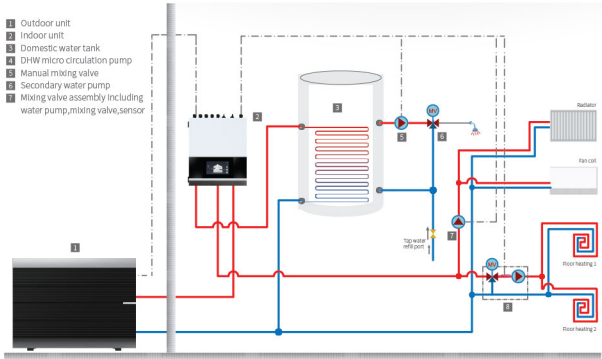 1 Outdoor unit
2 Indoor unit
3 Domestic water tank
4 DHW micro circulation pump
5 Manual mixing valve
6 Secondary water pump
7 Mixing valve assembly including
water pump,mixing valve,sensor
Radiator
2
3
MV
5
6
Fan coil
1
Tap water
refill port
7
MV
8
Floor heating 1
Floor heating 2